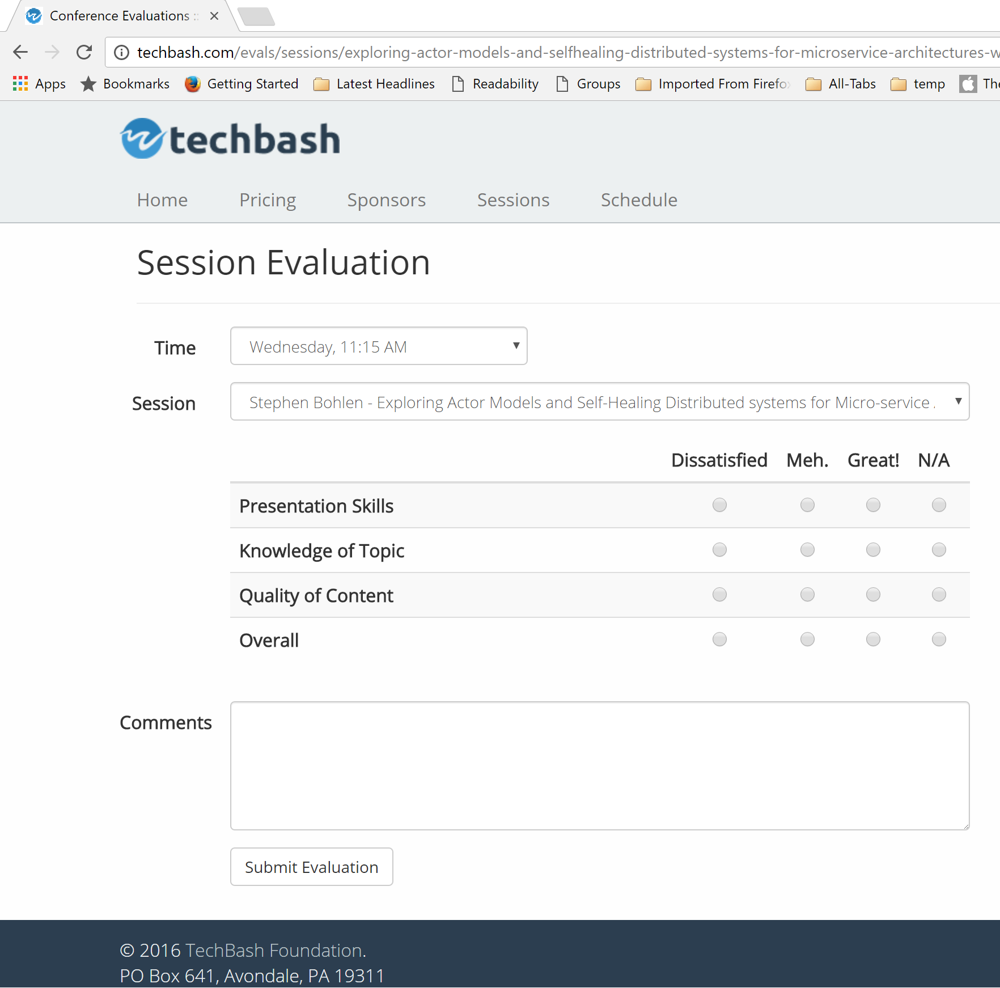 Conference Evaluations ::
techbash.com/evals/sessions/exploring-actor-models-and-selfhealing-distributed-systems-for-microservice-architectures-w
Apps Bookmarks Getting Started Latest Headlines Readability Groups Imported From Firefox All-Tabs temp The
techbash
Home Pricing Sponsors Sessions Schedule
Session Evaluation
Time Wednesday, 11:15 AM
Session Stephen Bohlen - Exploring Actor Models and Self-Healing Distributed systems for Micro-service
Dissatisfied Meh. Great! N/A
Presentation Skills
Knowledge of Topic
Quality of Content
Overall
Comments
Submit Evaluation
© 2016 TechBash Foundation.
PO Box 641, Avondale, PA 19311